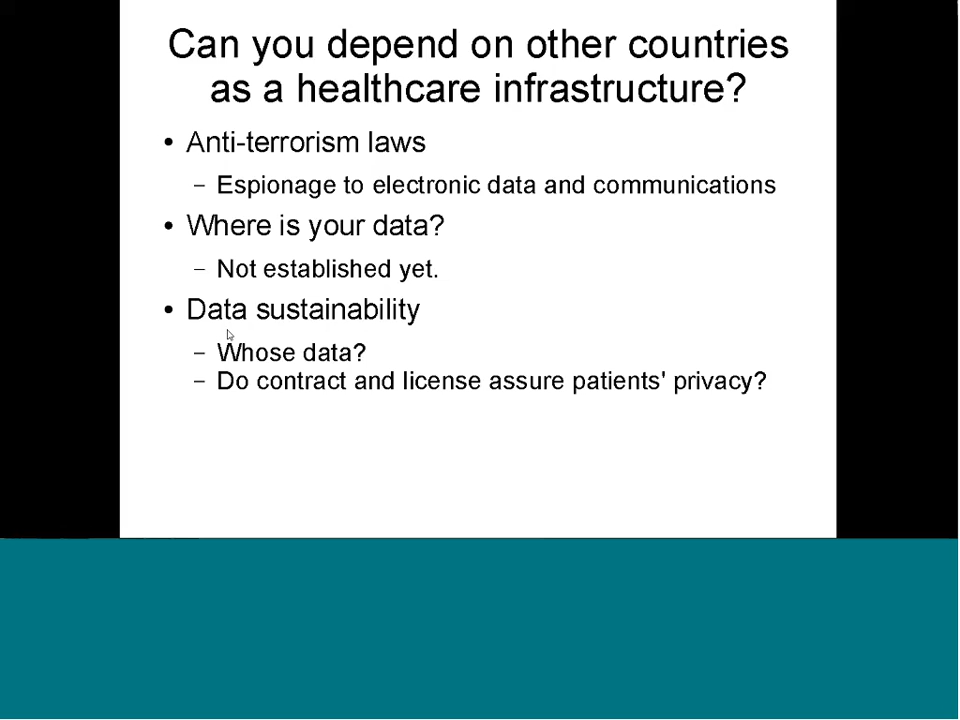 Can you depend on other countries
as a healthcare infrastructure?
• Anti-terrorism laws
– Espionage to electronic data and communications
• Where is your data?
– Not established yet.
• Data sustainability
– Whose data?
– Do contract and license assure patients' privacy?